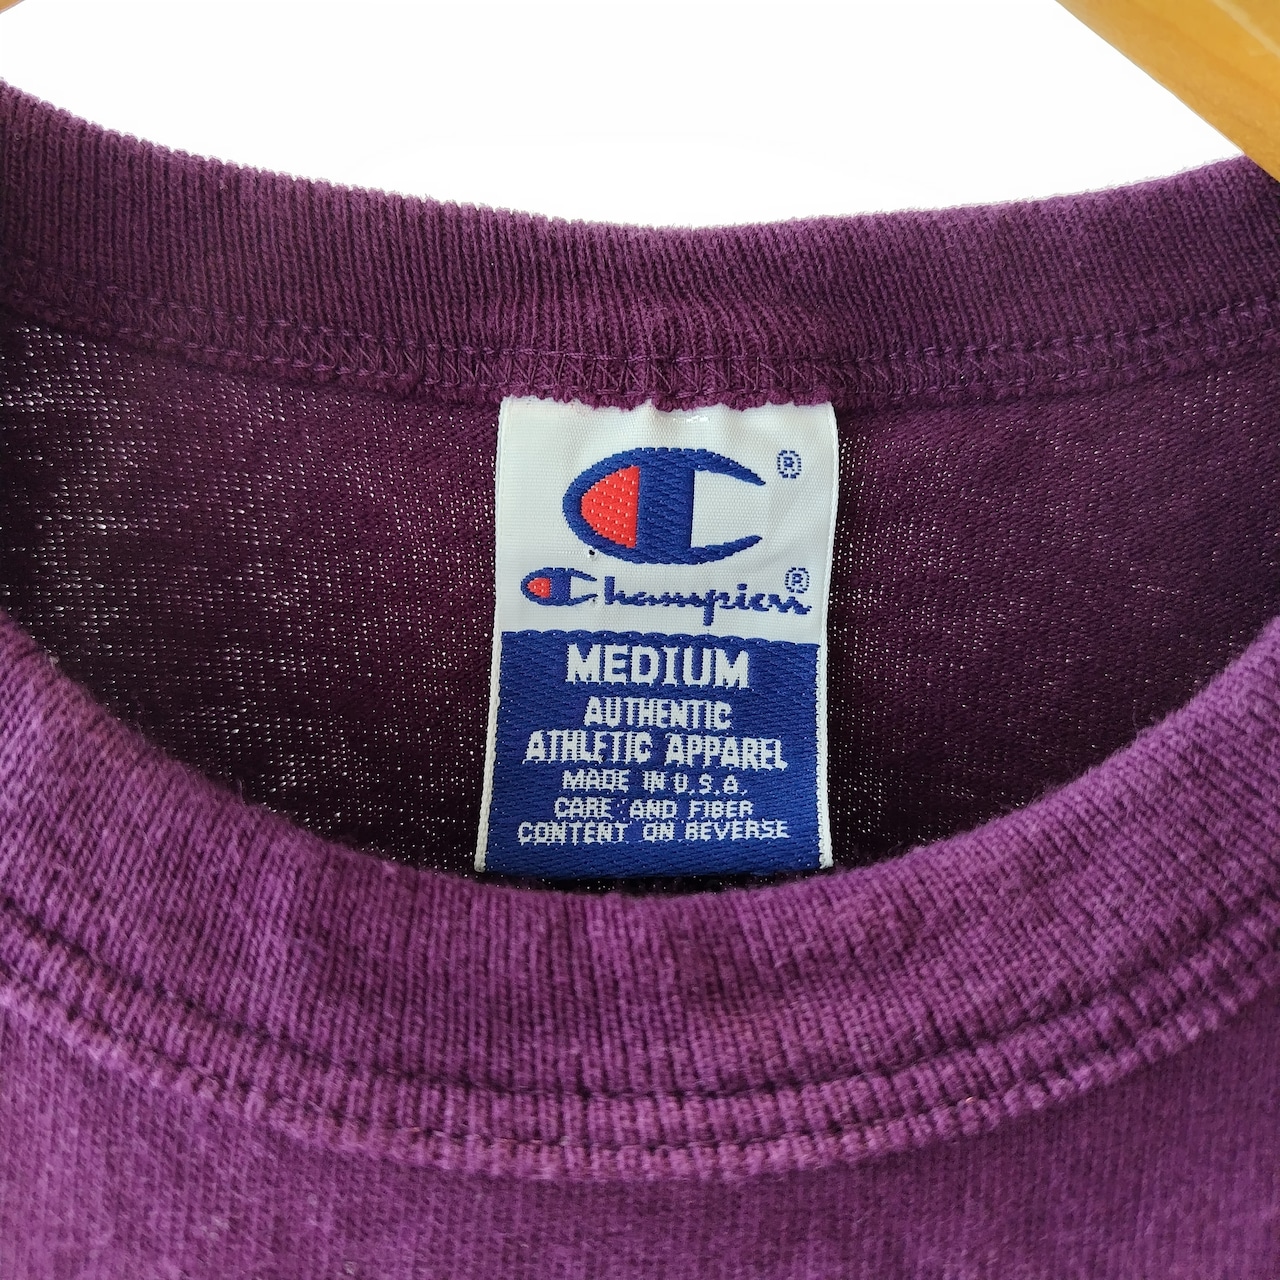 ®
Champion®
MEDIUM
AUTHENTIC
ATHLETIC APPAREL
MADE IN U.S.A.
CARE AND FIBER
CONTENT ON REVERSE